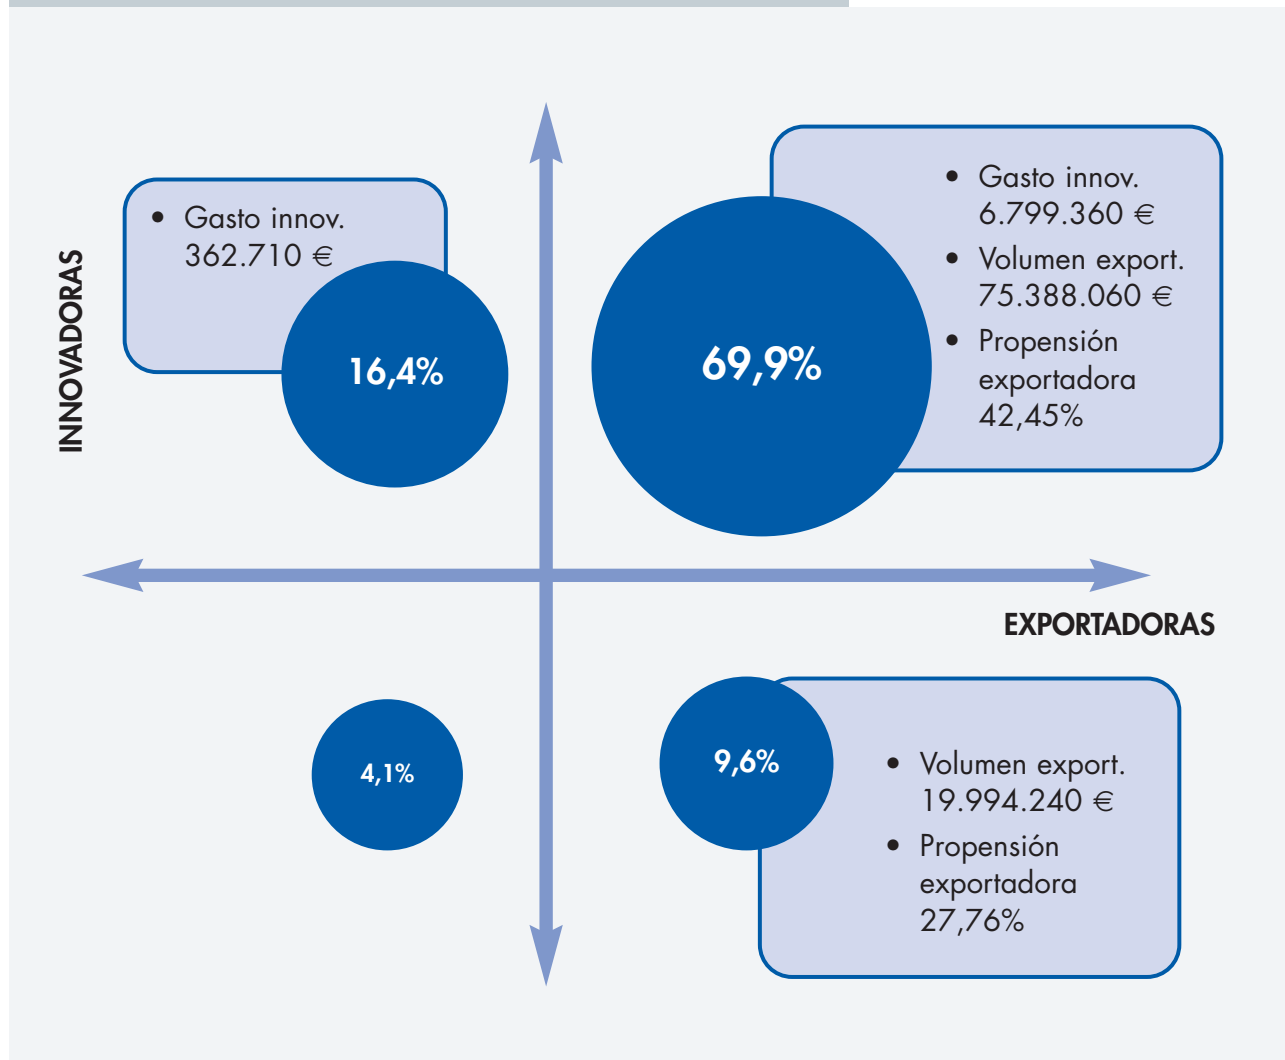 INNOVADORAS
• Gasto innov.
362.710 €
16,4%
69,9%
• Gasto innov.
6.799.360 €
• Volumen export.
75.388.060 €
• Propensión
exportadora
42,45%
EXPORTADORAS
4,1%
9,6%
• Volumen export.
19.994.240 €
• Propensión
exportadora
27,76%